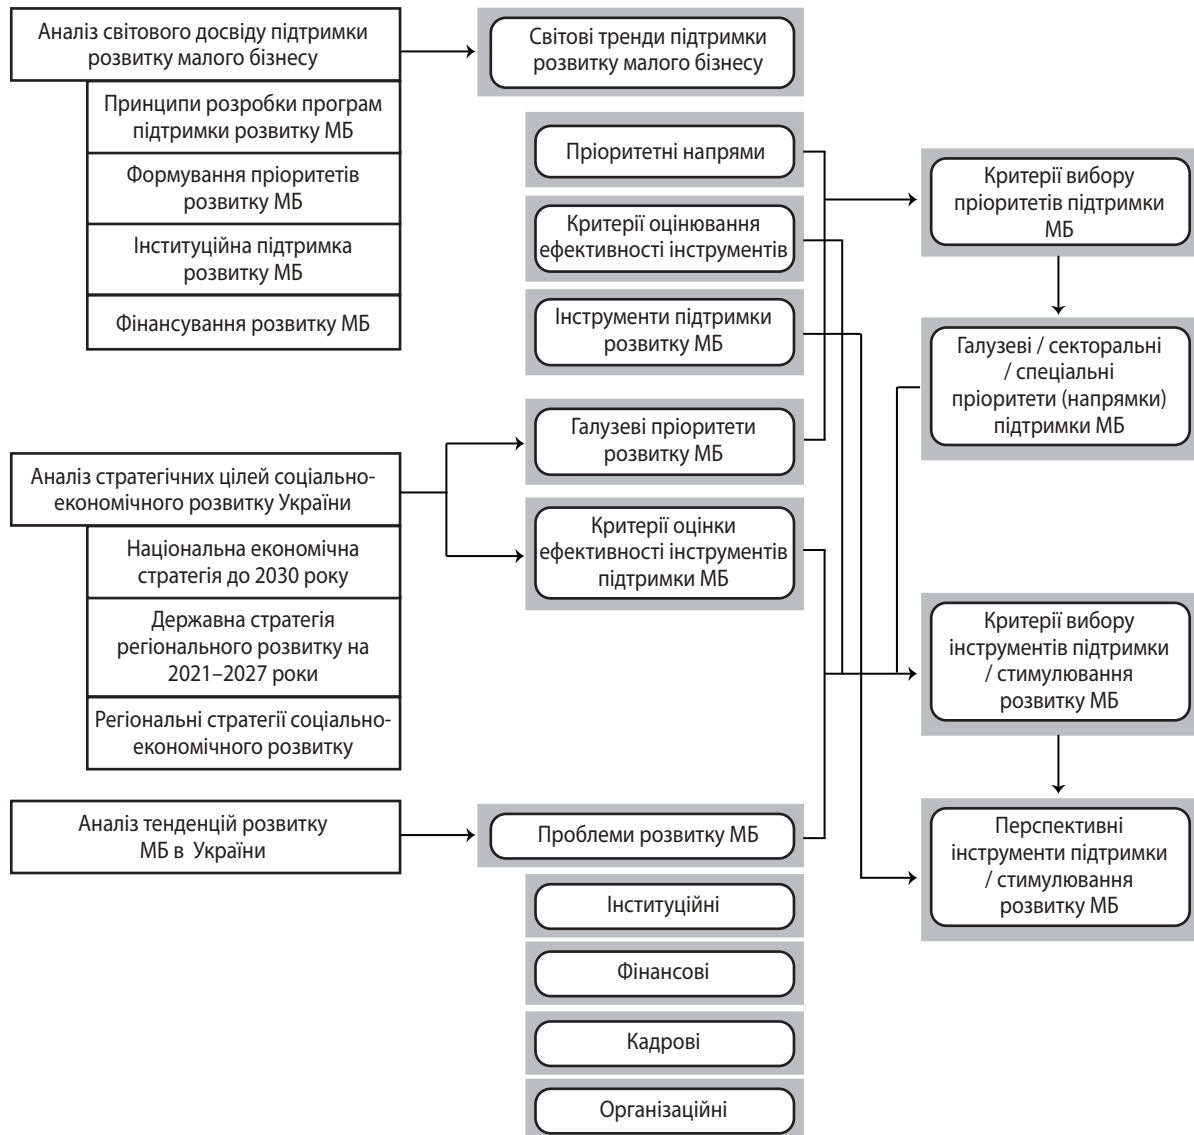 Аналіз світового досвіду підтримки
розвитку малого бізнесу
Принципи розробки програм
підтримки розвитку МБ
Формування пріоритетів
розвитку МБ
Інституційна підтримка
розвитку МБ
Фінансування розвитку МБ
Аналіз стратегічних цілей соціально-
економічного розвитку України
Національна економічна
стратегія до 2030 року
Державна стратегія
регіонального розвитку на
2021–2027 роки
Регіональні стратегії соціально-
економічного розвитку
Аналіз тенденцій розвитку
МБ в України
Світові тренди підтримки
розвитку малого бізнесу
Пріоритетні напрями
Критерії оцінювання
ефективності інструментів
Інструменти підтримки
розвитку МБ
Галузеві пріоритети
розвитку МБ
Критерії оцінки
ефективності інструментів
підтримки МБ
Проблеми розвитку МБ
Інституційні
Фінансові
Кадрові
Організаційні
Критерії вибору
пріоритетів підтримки
МБ
Галузеві / секторальні
/ спеціальні
пріоритети (напрямки)
підтримки МБ
Критерії вибору
інструментів підтримки
/ стимулювання
розвитку МБ
Перспективні
інструменти підтримки
/ стимулювання
розвитку МБ